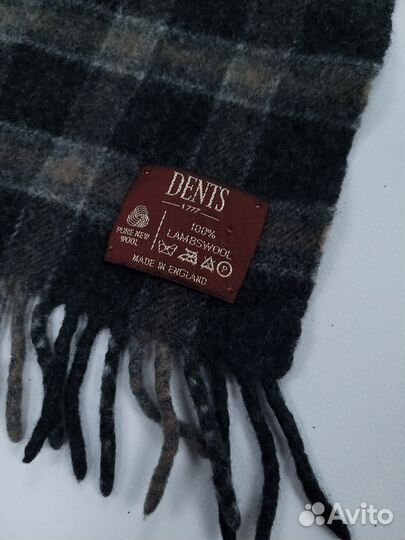 DENTS
1777
100%
LAMBSWOOL
PURE NEW
WOOL
P
MADE IN ENGLAND
Avito